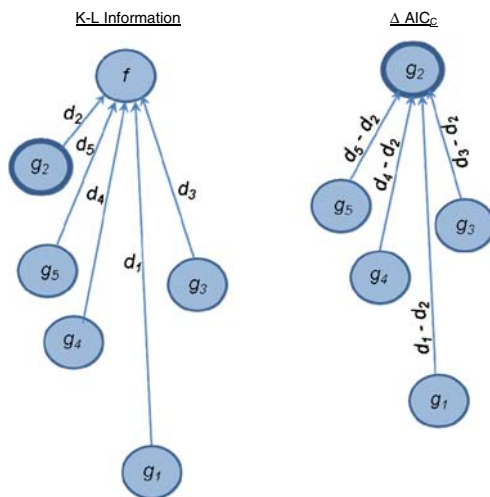 K-L Information
Δ AICC
f
g2
d2
d5
g2
d4
d5 - d2
d4 - d2
d3 - d2
d3
g5
g3
g5
d1
g3
g4
g4
d1 - d2
g1
g1